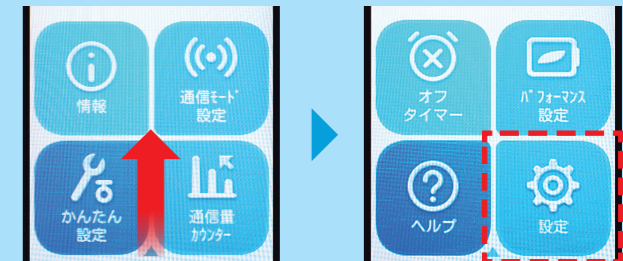 情報
通信モード
設定
かんたん
設定
通信量
カウンター
オフ
タイマー
パフォーマンス
設定
ヘルプ
設定